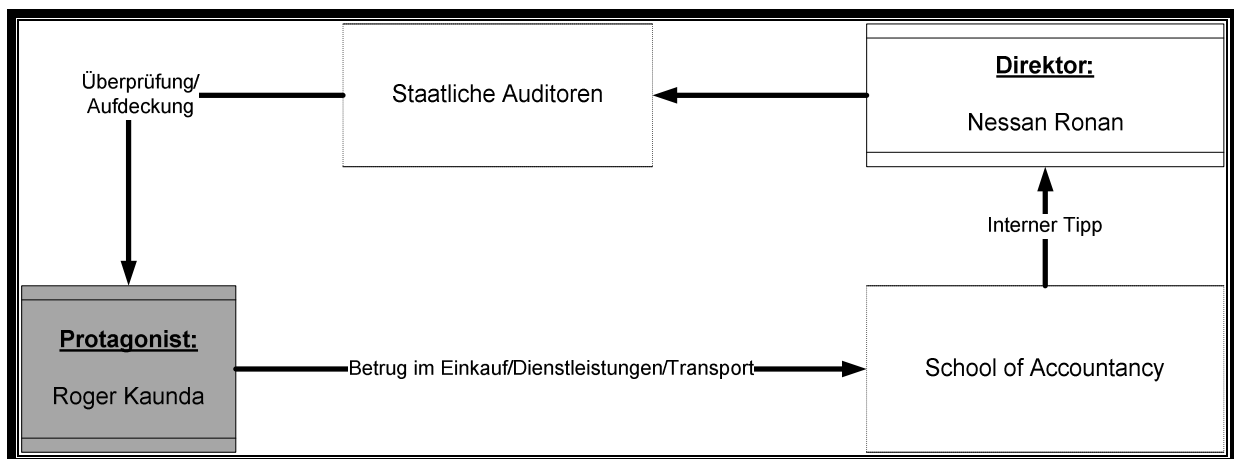 Überprüfung/
Aufdeckung
Staatliche Auditoren
Direktor:
Nessan Ronan
Interner Tipp
Protagonist:
Roger Kaunda
Betrug im Einkauf/Dienstleistungen/Transport
School of Accountancy